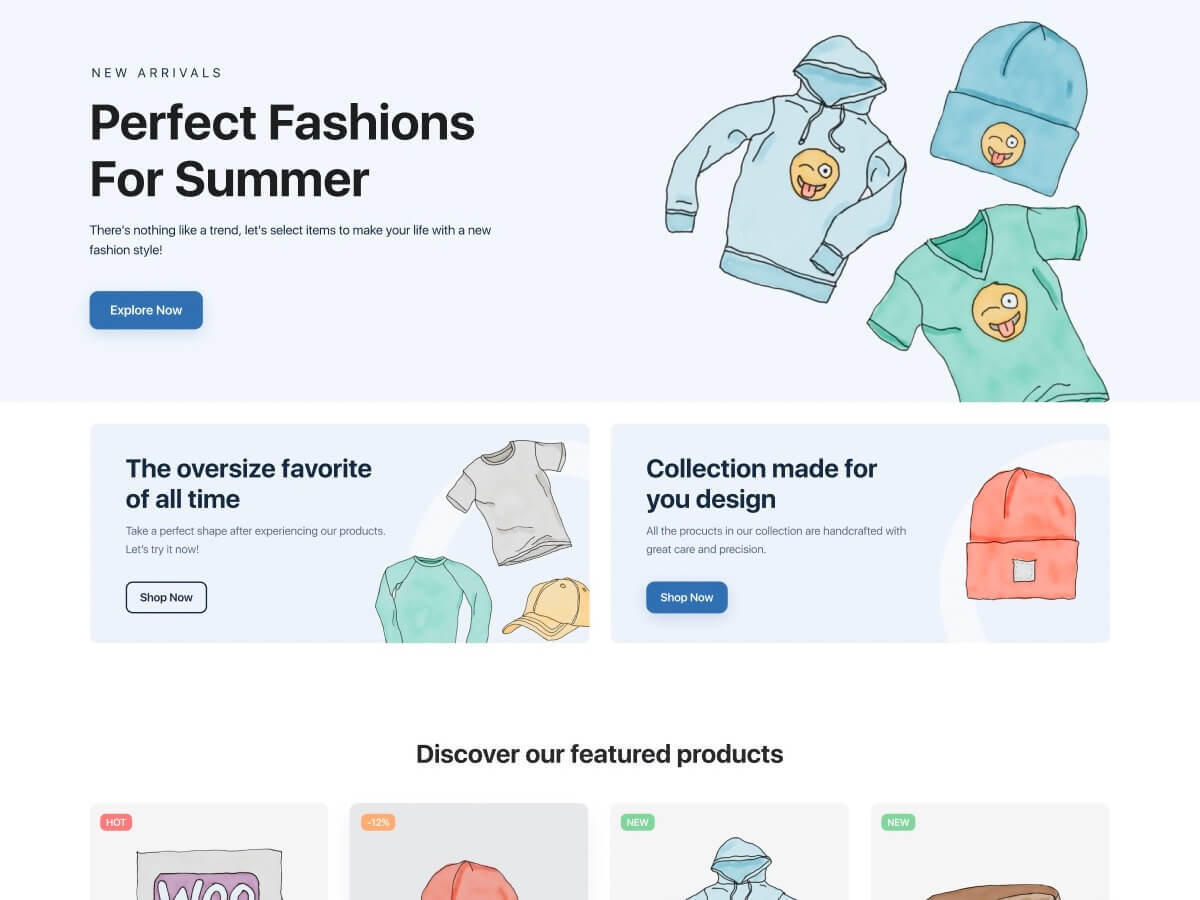 NEW ARRIVALS
Perfect Fashions
For Summer
There's nothing like a trend, let's select items to make your life with a new
fashion style!
Explore Now
The oversize favorite
of all time
Take a perfect shape after experiencing our products.
Let's try it now!
Shop Now
Collection made for
you design
All the procucts in our collection are handcrafted with
great care and precision.
Shop Now
Discover our featured products
HOT
-12%
NEW
NEW
WOO